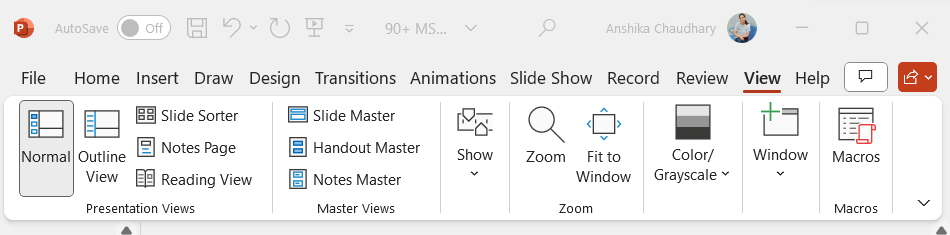 P AutoSave Off 90+ MS... Anshika Chaudhary
File Home Insert Draw Design Transitions Animations Slide Show Record Review View Help
Normal
Outline View
Slide Sorter
Notes Page
Reading View
Presentation Views
Slide Master
Handout Master
Notes Master
Master Views
Show
Zoom
Fit to Window
Zoom
Color/ Grayscale
Window
Macros
Macros